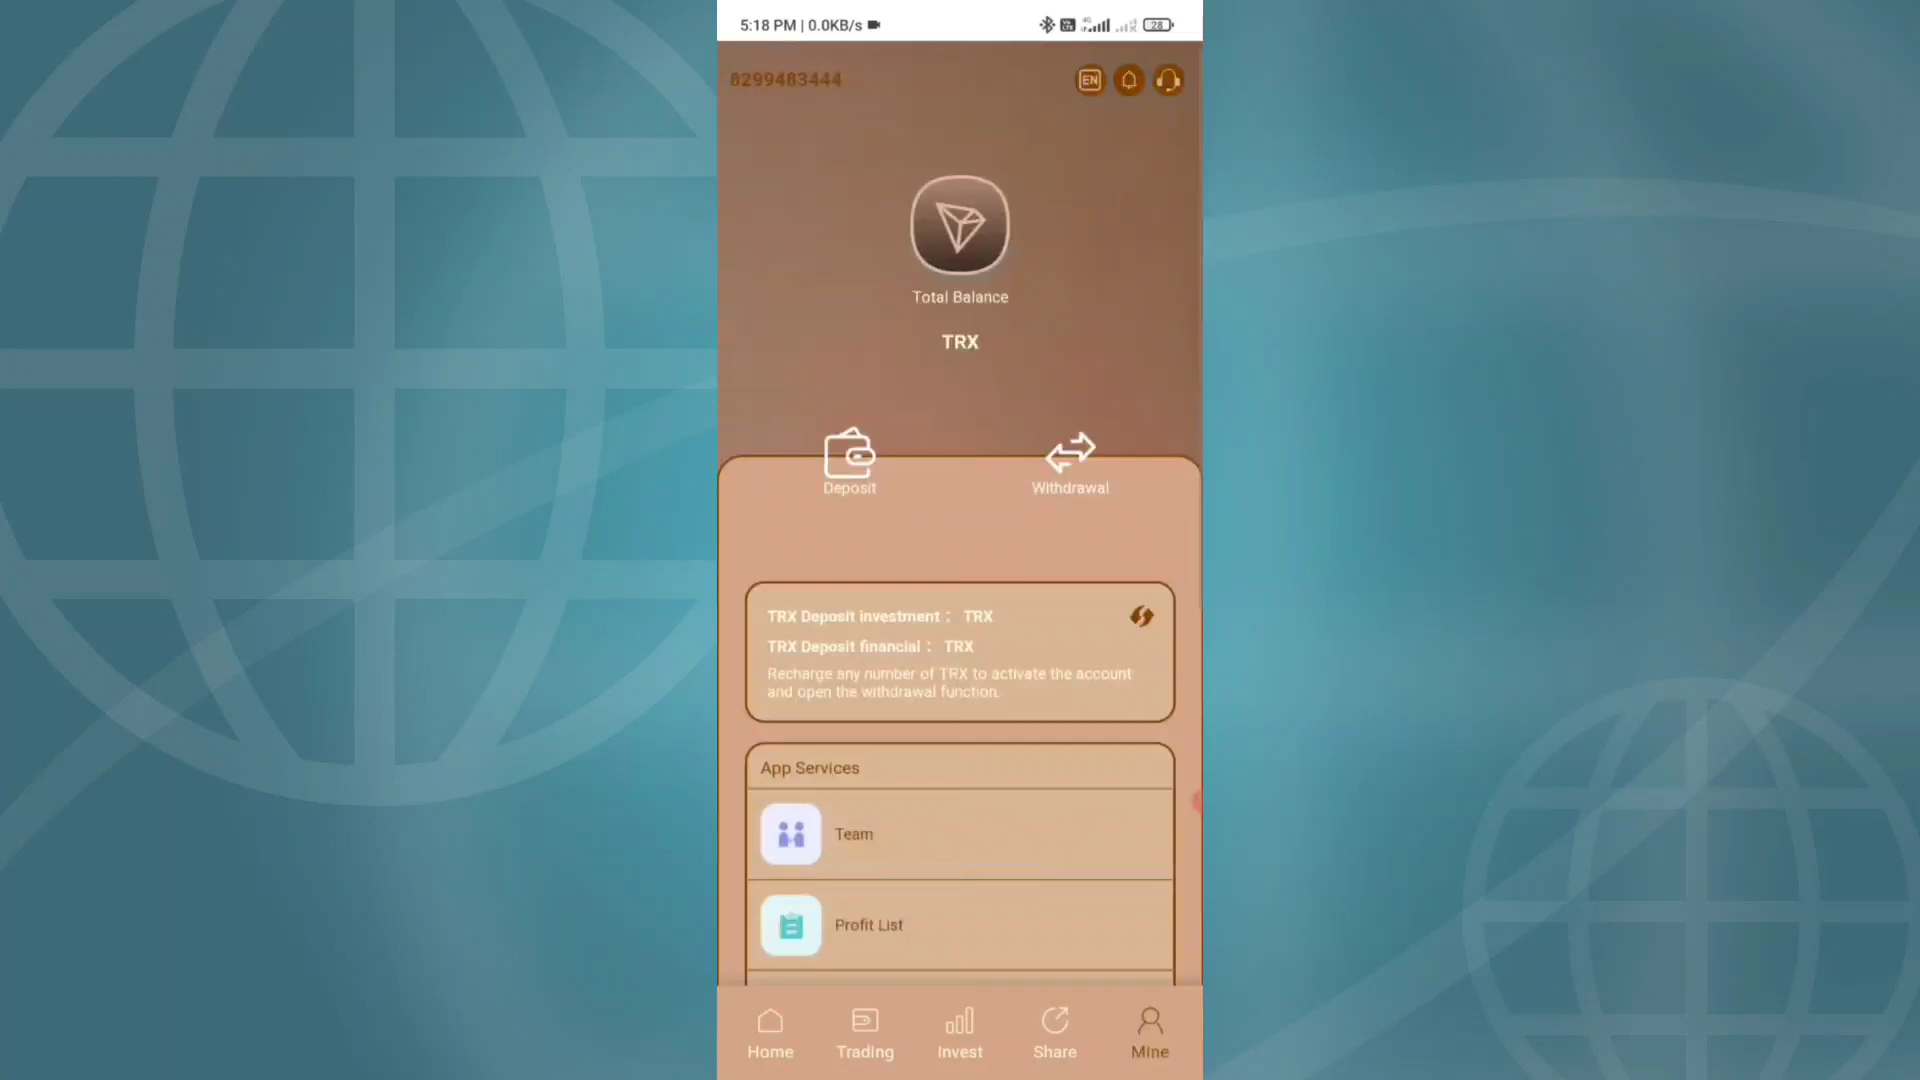 5:18 PM | 0.0KB/s
4G
28
8299483444
EN
Total Balance
TRX
Deposit
Withdrawal
TRX Deposit investment： TRX
TRX Deposit financial： TRX
Recharge any number of TRX to activate the account
and open the withdrawal function.
App Services
Team
Profit List
Home
Trading
Invest
Share
Mine